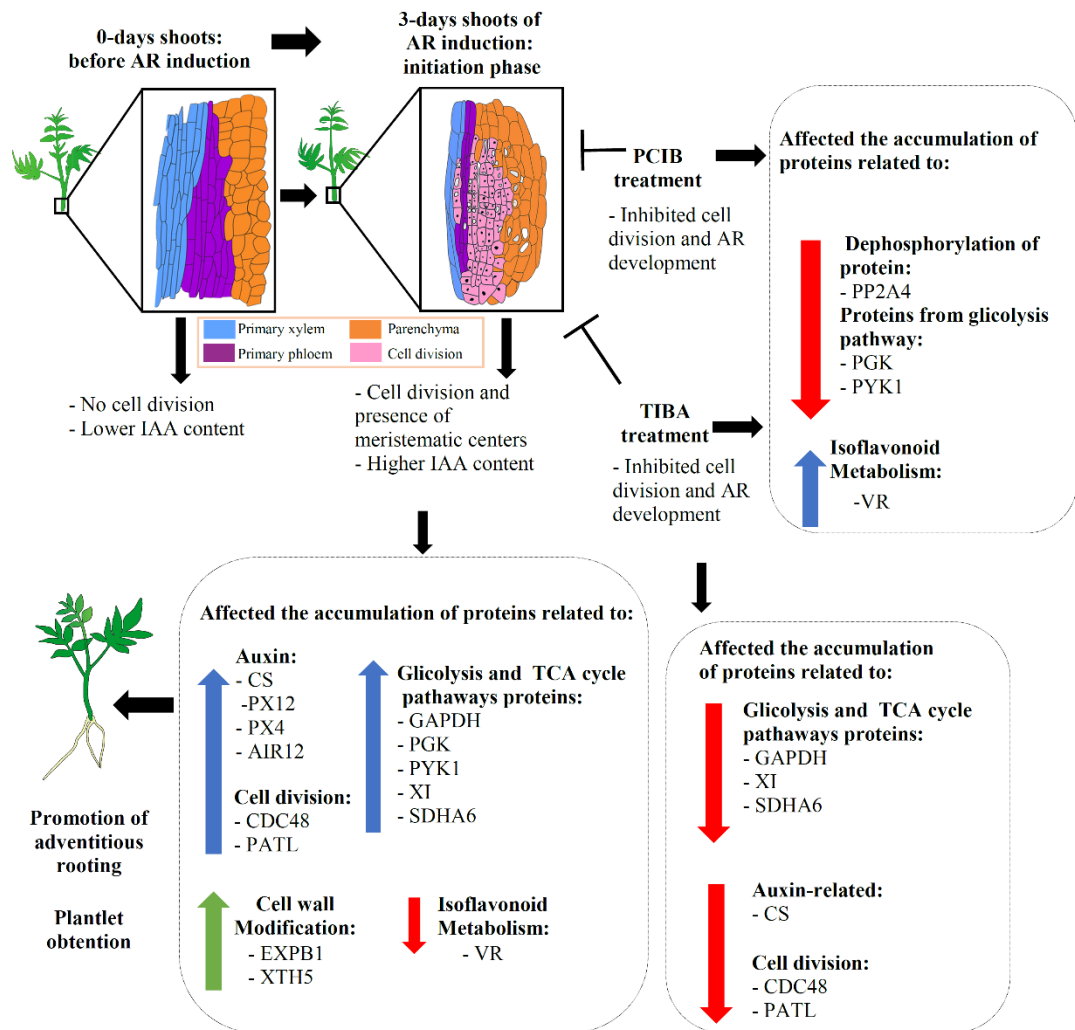 0-days shoots:
before AR induction
3-days shoots of
AR induction:
initiation phase
Primary xylem
Parenchyma
Primary phloem
Cell division
- No cell division
- Lower IAA content
- Cell division and
presence of
meristematic centers
- Higher IAA content
PCIB
treatment
- Inhibited cell
division and AR
development
TIBA
treatment
- Inhibited cell
division and AR
development
Affected the accumulation of
proteins related to:
Dephosphorylation of
protein:
- PP2A4
Proteins from glicolysis
pathway:
- PGK
- PYK1
Isoflavonoid
Metabolism:
-VR
Affected the accumulation of proteins related to:
Auxin:
- CS
-PX12
- PX4
- AIR12
Cell division:
- CDC48
- PATL
Glicolysis and TCA cycle
pathaways proteins:
- GAPDH
- PGK
- PYK1
- XI
- SDHA6
Cell wall
Modification:
- EXPB1
- XTH5
Isoflavonoid
Metabolism:
- VR
Promotion of
adventitious
rooting
Plantlet
obtention
Affected the accumulation
of proteins related to:
Glicolysis and TCA cycle
pathaways proteins:
- GAPDH
- XI
- SDHA6
Auxin-related:
- CS
Cell division:
- CDC48
- PATL